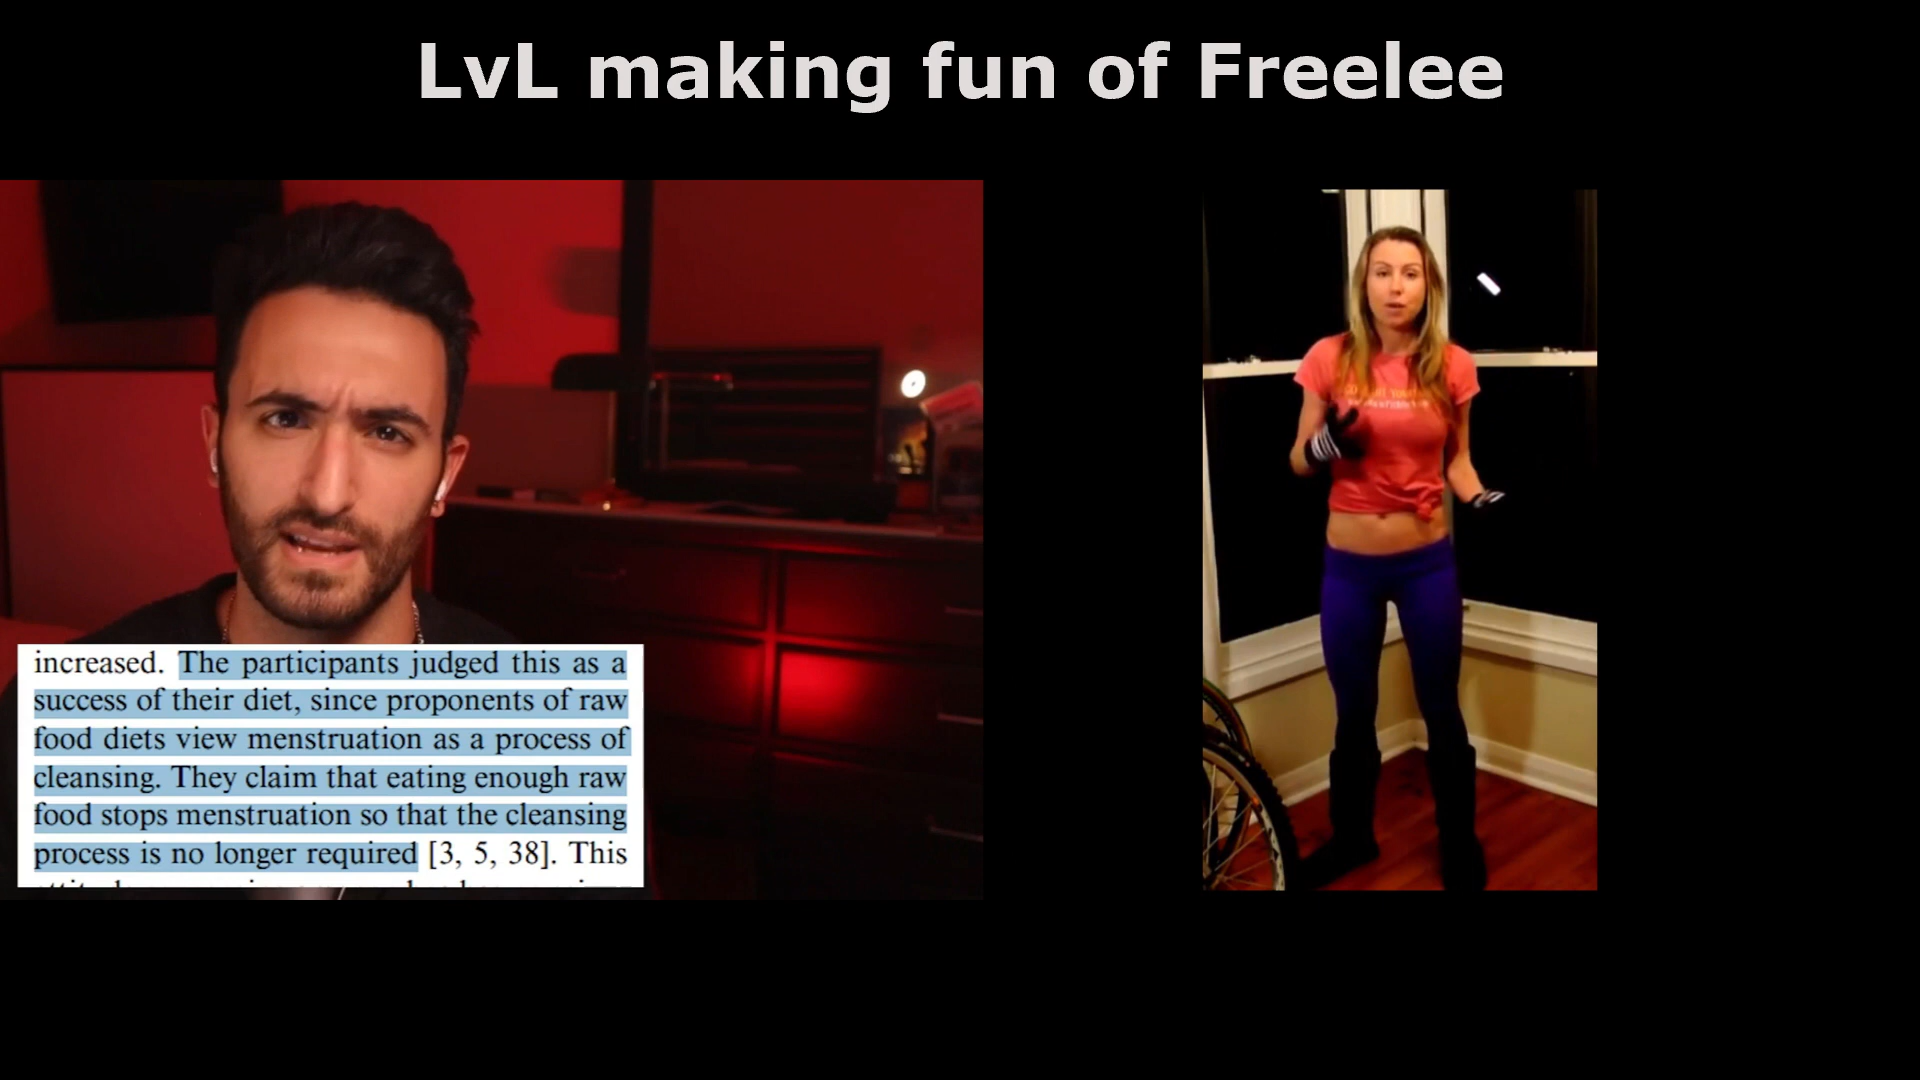 LvL making fun of Freelee
increased. The participants judged this as a
success of their diet, since proponents of raw
food diets view menstruation as a process of
cleansing. They claim that eating enough raw
food stops menstruation so that the cleansing
process is no longer required [3, 5, 38]. This